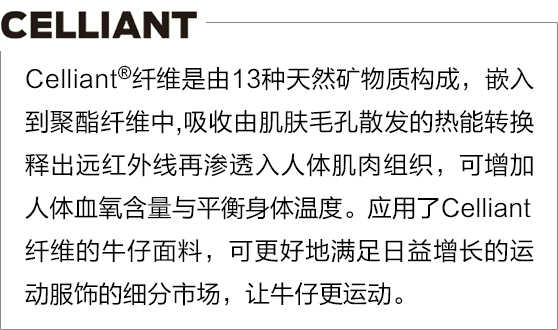 CELLIANT
Celliant®纤维是由13种天然矿物质构成，嵌入
到聚酯纤维中,吸收由肌肤毛孔散发的热能转换
释出远红外线再渗透入人体肌肉组织，可增加
人体血氧含量与平衡身体温度。应用了Celliant
纤维的牛仔面料，可更好地满足日益增长的运
动服饰的细分市场，让牛仔更运动。